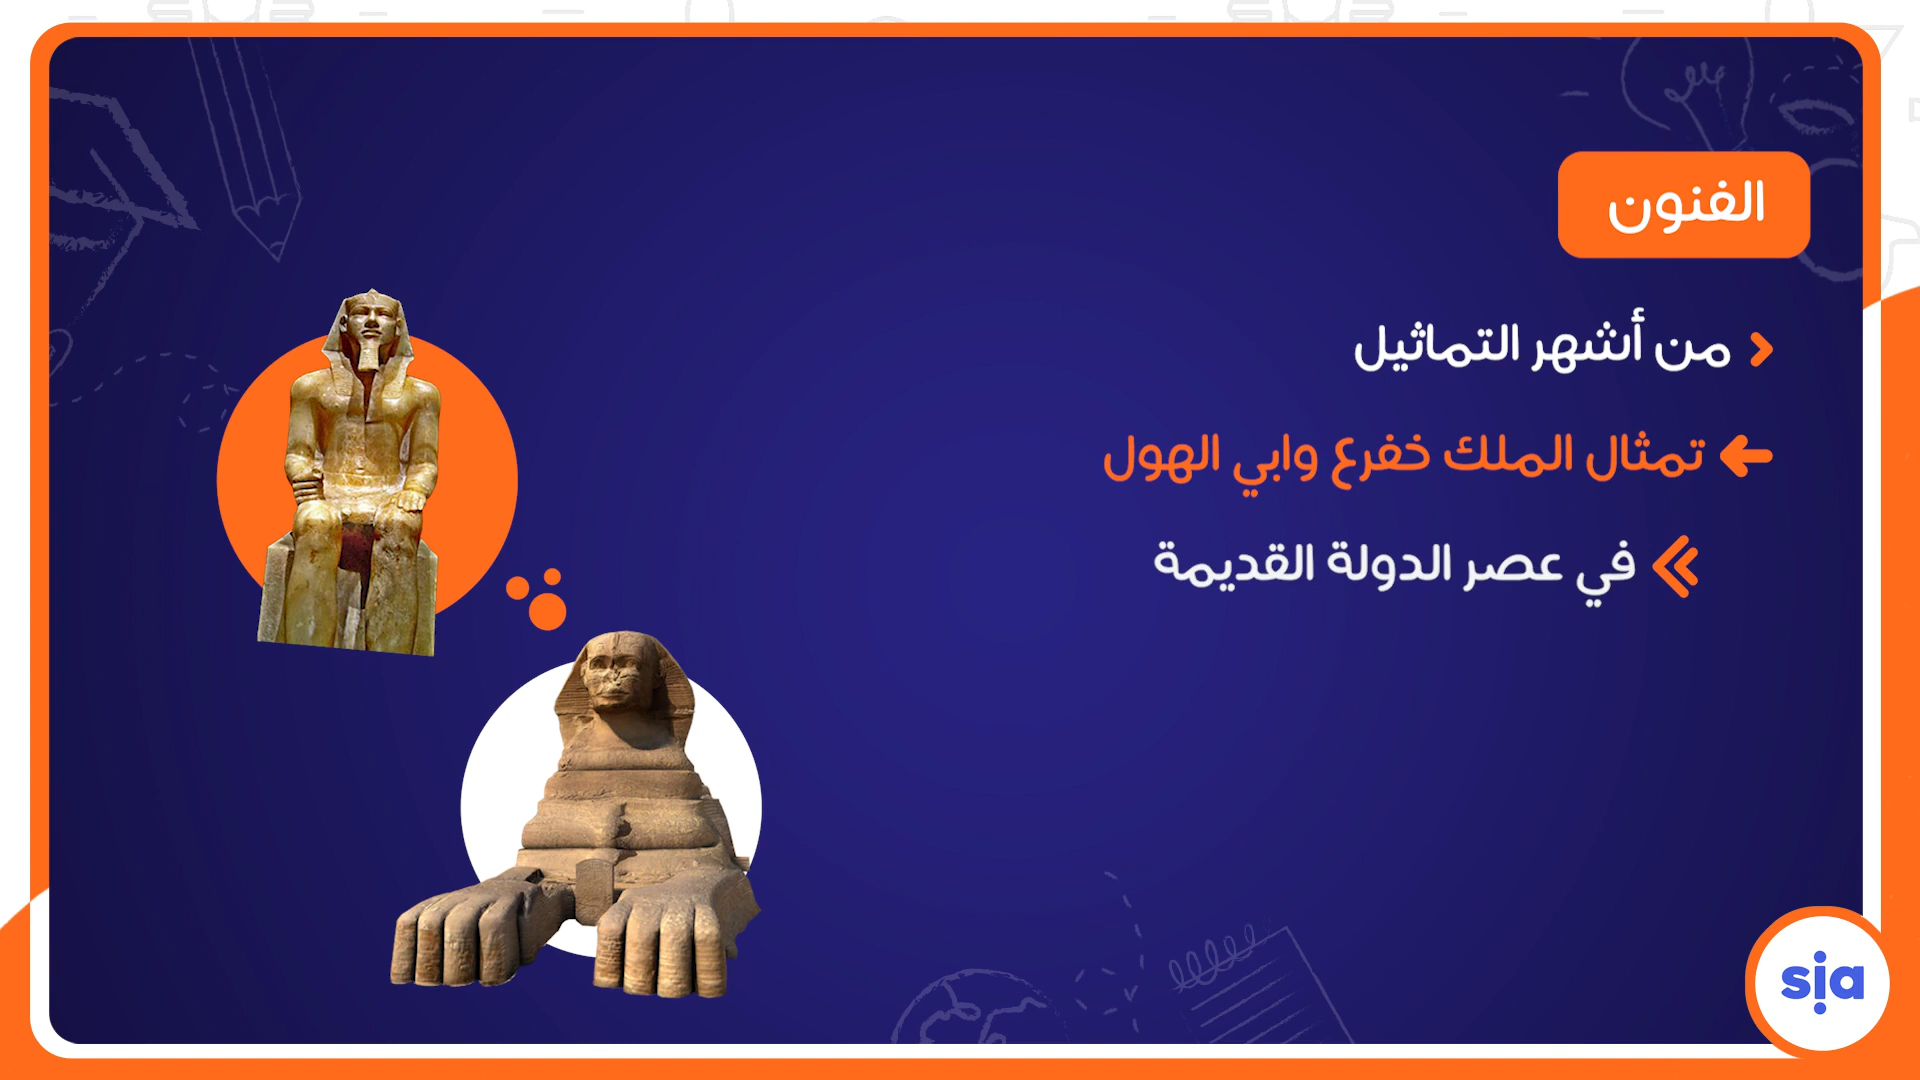 الفنون
من أشهر التماثيل
تمثال الملك خفرع وابي الهول
في عصر الدولة القديمة
sia